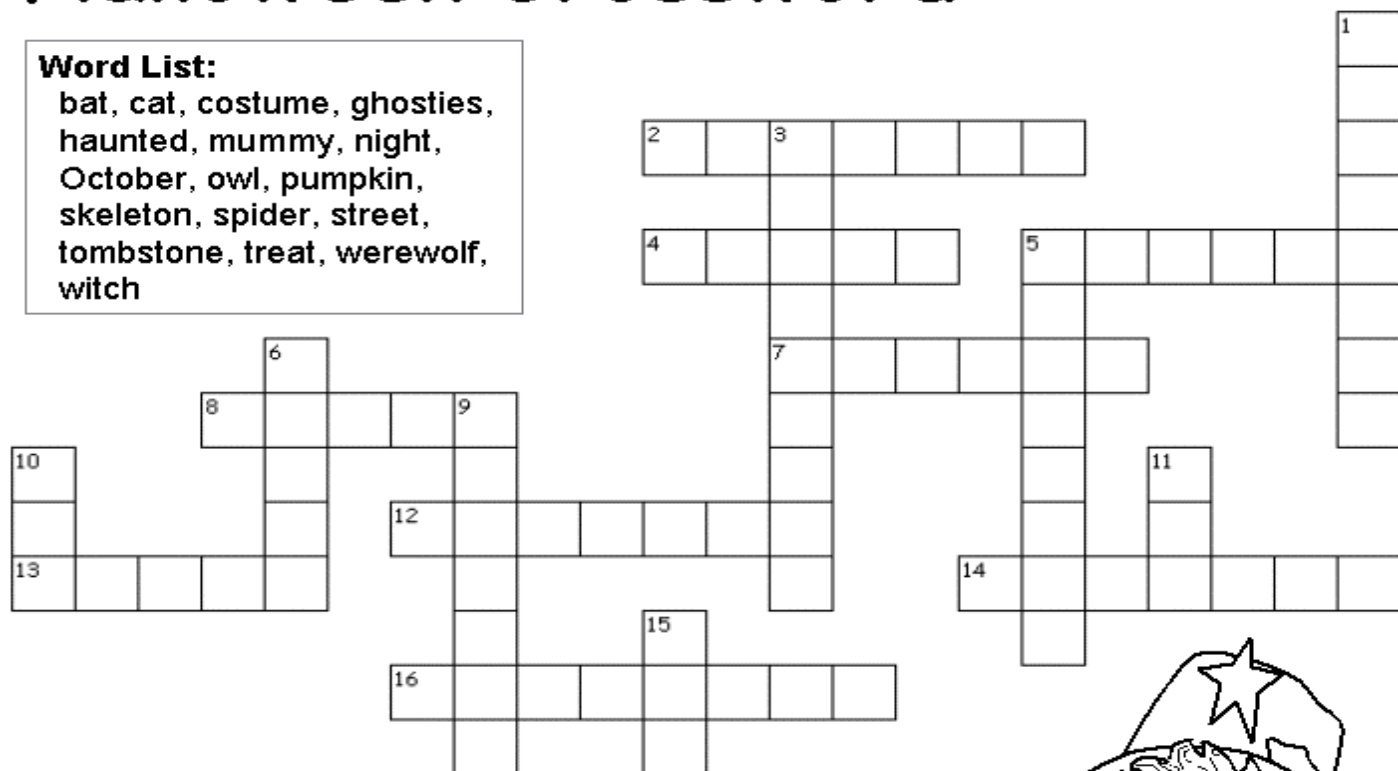 Word List:
bat, cat, costume, ghosties,
haunted, mummy, night,
October, owl, pumpkin,
skeleton, spider, street,
tombstone, treat, werewolf,
witch
1
2 3
4 5
6 7
8 9
10 11
12
13 14
15
16